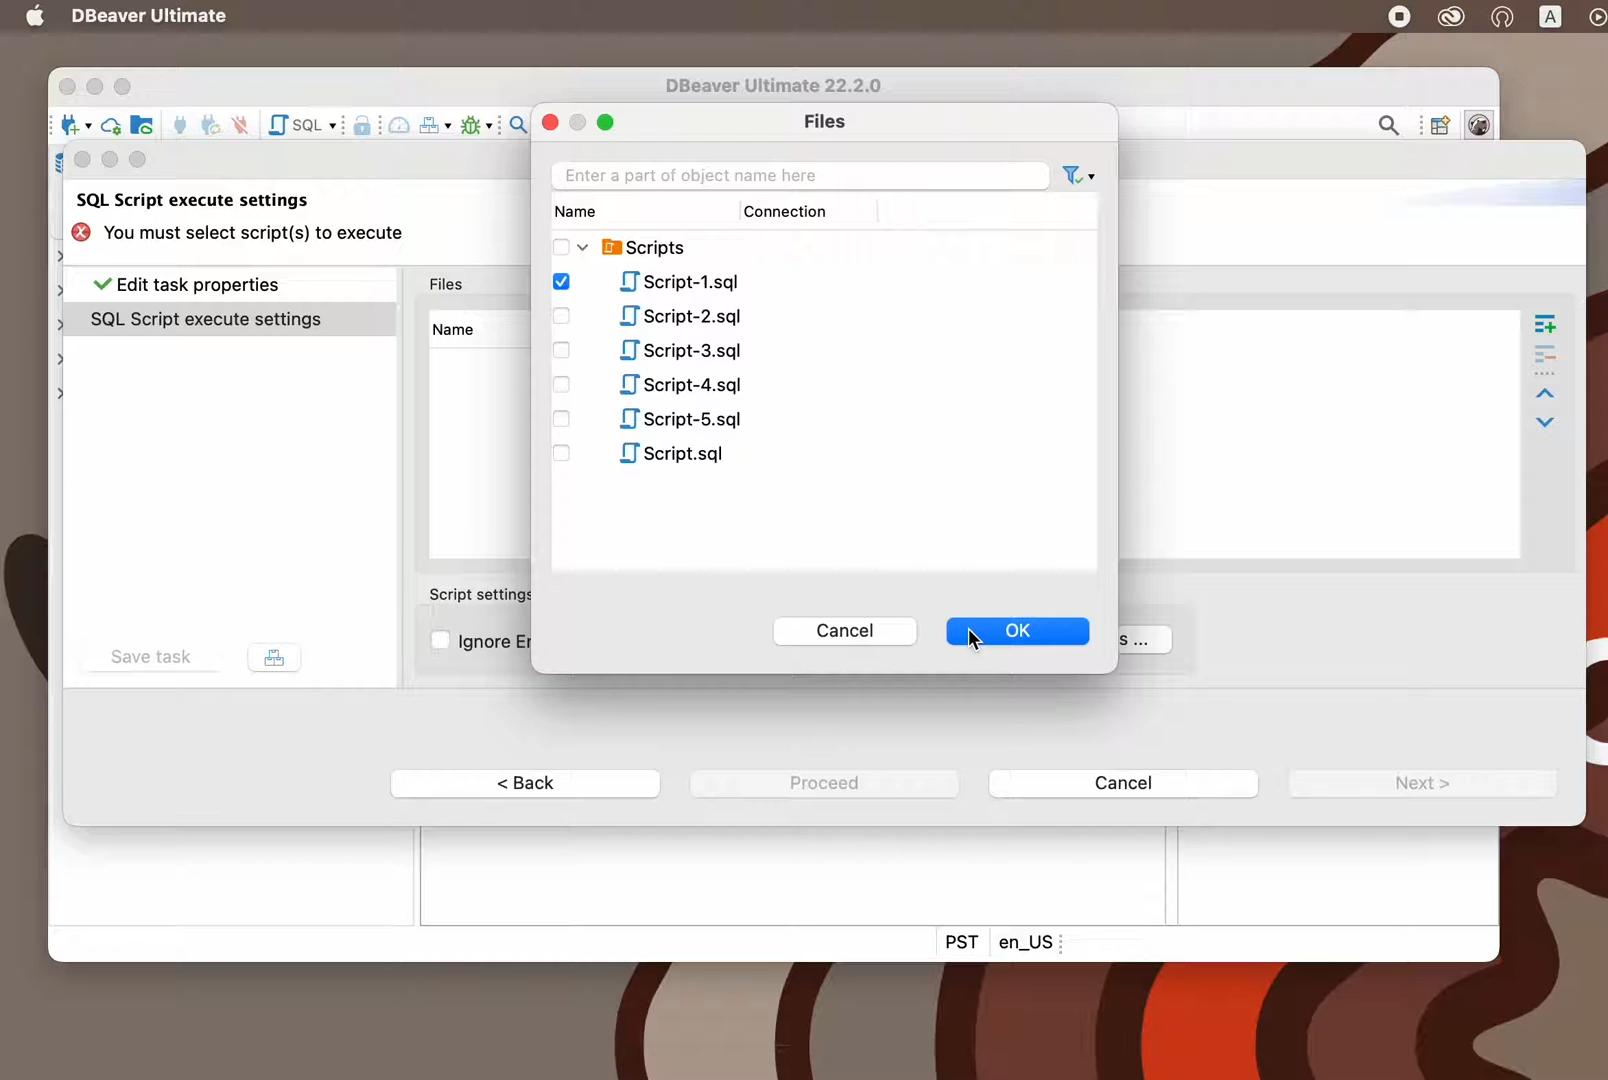 DBeaver Ultimate
A
DBeaver Ultimate 22.2.0
SQL
Files
Enter a part of object name here
SQL Script execute settings
You must select script(s) to execute
Name Connection
Scripts
Edit task properties
Files
Script-1.sql
SQL Script execute settings
Name
Script-2.sql
Script-3.sql
Script-4.sql
Script-5.sql
Script.sql
Script settings
Cancel
OK
Ignore Er
s ...
Save task
< Back
Proceed
Cancel
Next >
PST
en_US